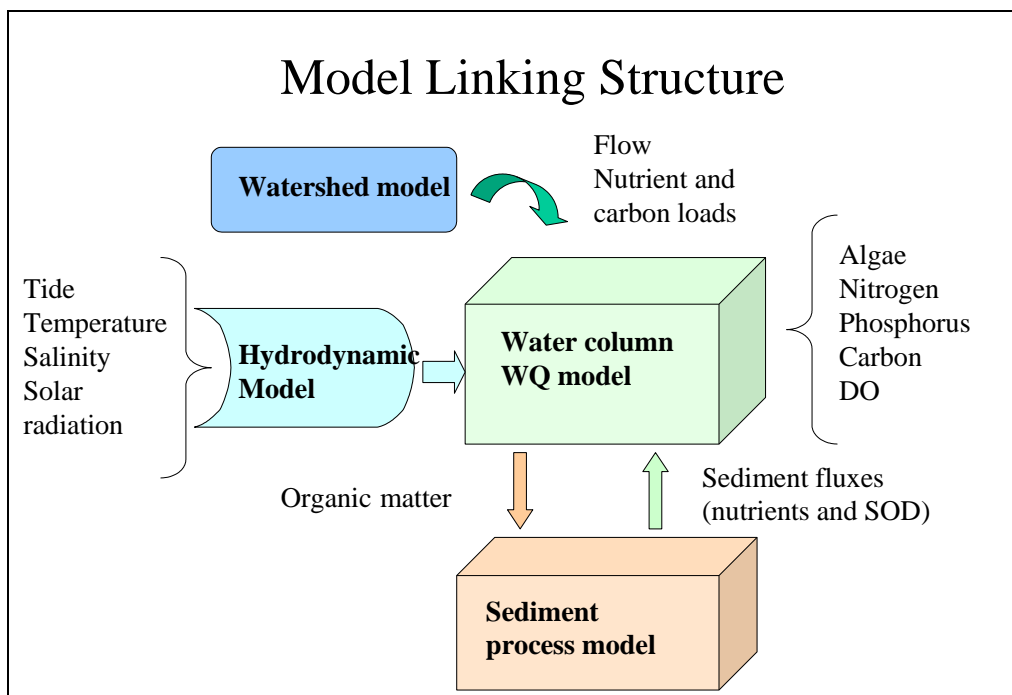 Model Linking Structure
Watershed model
Flow
Nutrient and
carbon loads
Tide
Temperature
Salinity
Solar
radiation
Hydrodynamic
Model
Water column
WQ model
Algae
Nitrogen
Phosphorus
Carbon
DO
Organic matter
Sediment fluxes
(nutrients and SOD)
Sediment
process model